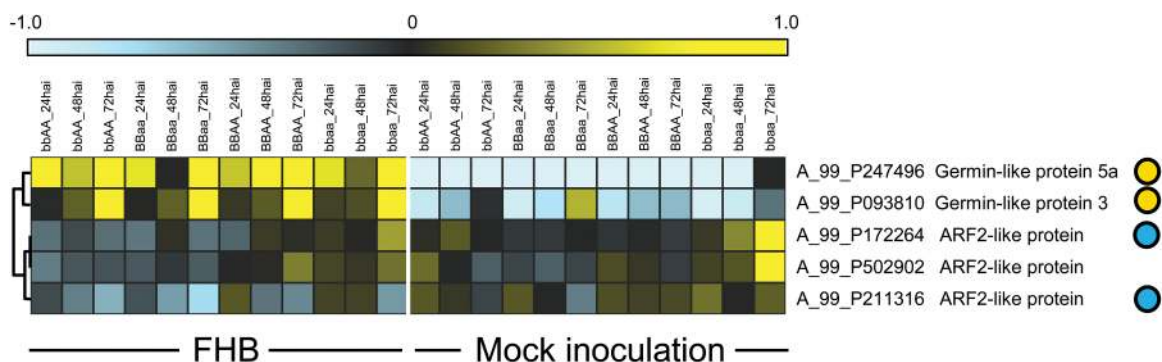 -1.0 0 1.0
bbAA_24hai bbAA_48hai bbAA_72hai BBaa_24hai BBaa_48hai BBaa_72hai BBAA_24hai BBAA_48hai BBAA_72hai bbaa_24hai bbaa_48hai bbaa_72hai bbAA_24hai bbAA_48hai bbAA_72hai BBaa_24hai BBaa_48hai BBaa_72hai BBAA_24hai BBAA_48hai BBAA_72hai bbaa_24hai bbaa_48hai bbaa_72hai
A_99_P247496 Germin-like protein 5a
A_99_P093810 Germin-like protein 3
A_99_P172264 ARF2-like protein
A_99_P502902 ARF2-like protein
A_99_P211316 ARF2-like protein
FHB Mock inoculation